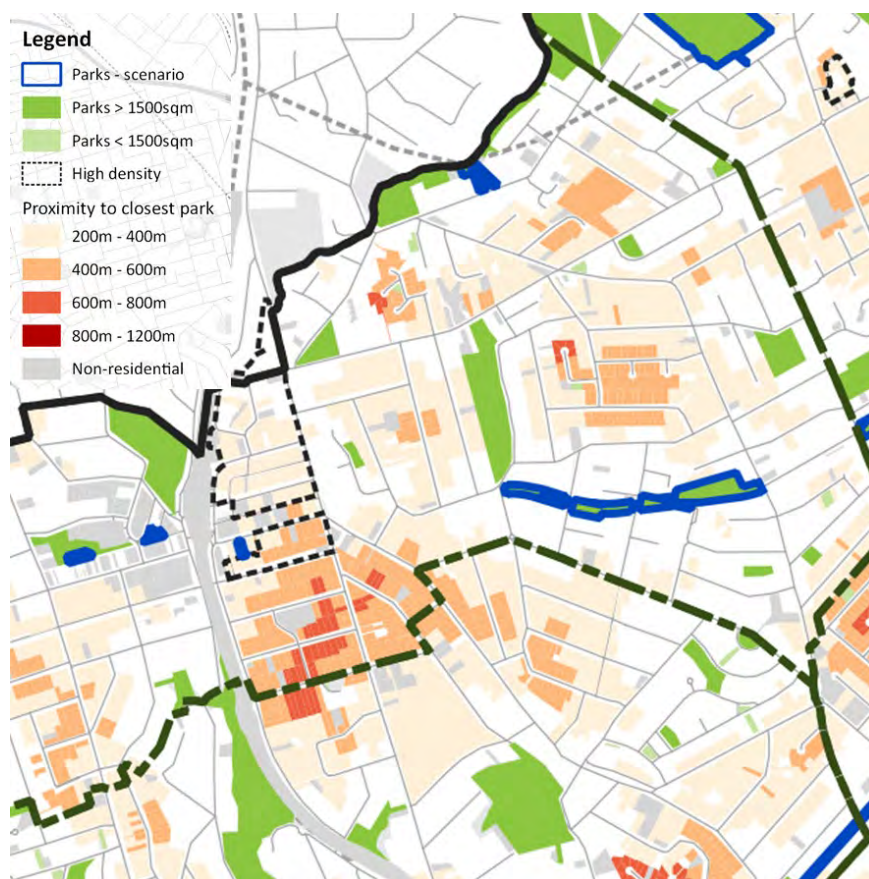 Legend
Parks - scenario
Parks > 1500sqm
Parks < 1500sqm
High density
Proximity to closest park
200m - 400m
400m - 600m
600m - 800m
800m - 1200m
Non-residential